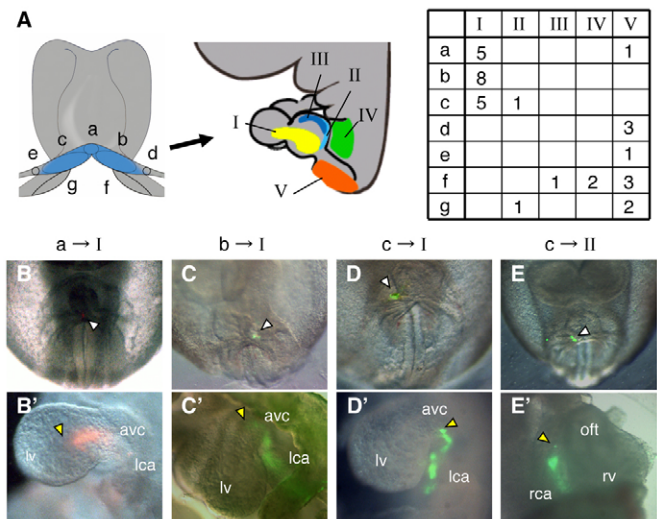 A
a
c
b
e
d
g
f
I
III
II
IV
V
I II III IV V
a 5 1
b 8
c 5 1
d 3
e 1
f 1 2 3
g 1 2
a → I
b → I
c → I
c → II
B
C
D
E
B'
avc
lv
lca
C'
avc
lca
lv
D'
avc
lv
lca
E'
oft
rv
rca